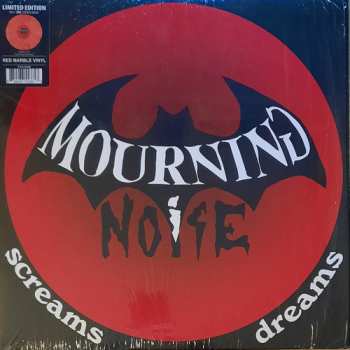 LIMITED EDITION
RED MARBLE VINYL
MOURNING
NOISE
screams
dreams